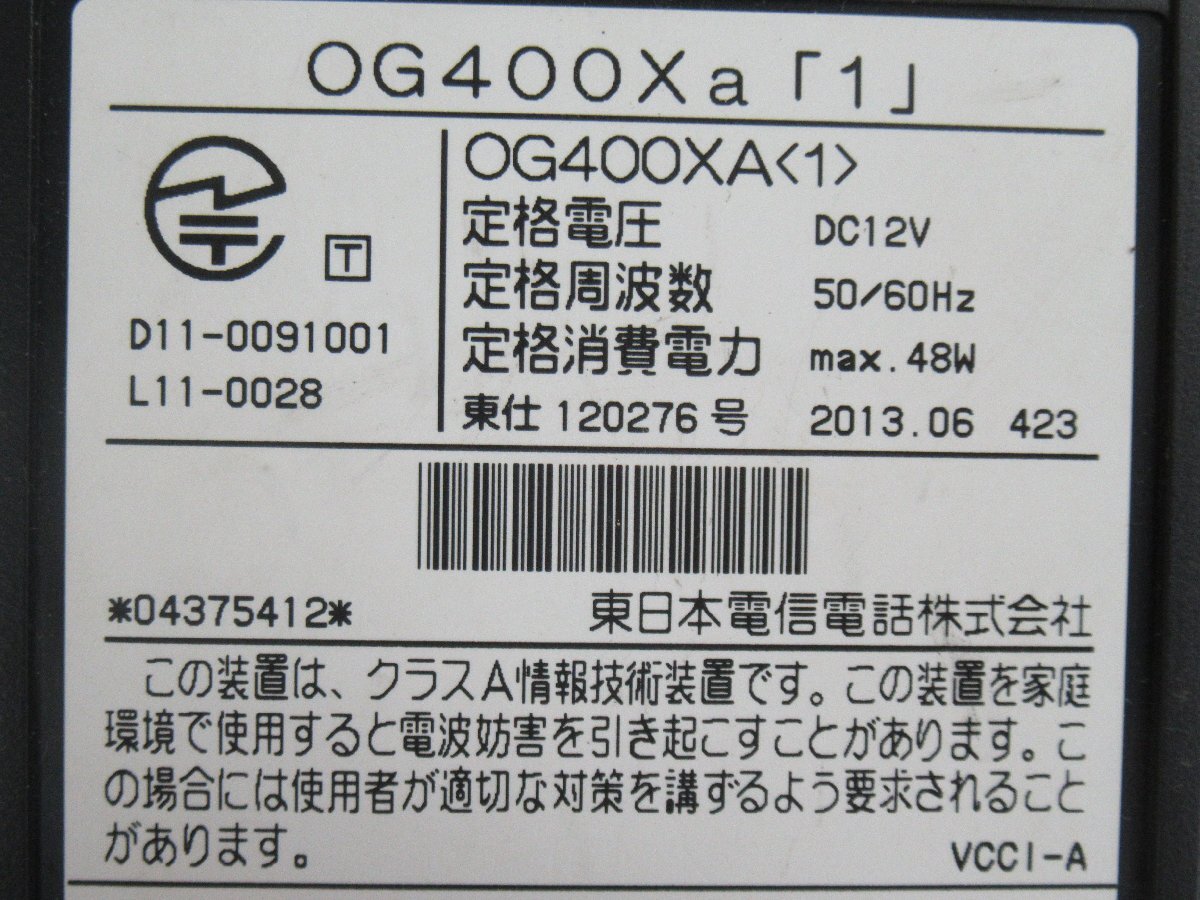 OG400Xa「1」
OG400XA<1>
定格電圧 DC12V
定格周波数 50/60Hz
定格消費電力 max.48W
東仕 120276 号 2013.06 423
T
D11-0091001
L11-0028
*04375412*
東日本電信電話株式会社
この装置は、クラスA情報技術装置です。この装置を家庭
環境で使用すると電波妨害を引き起こすことがあります。こ
の場合には使用者が適切な対策を講ずるよう要求されること
があります。
VCCI-A